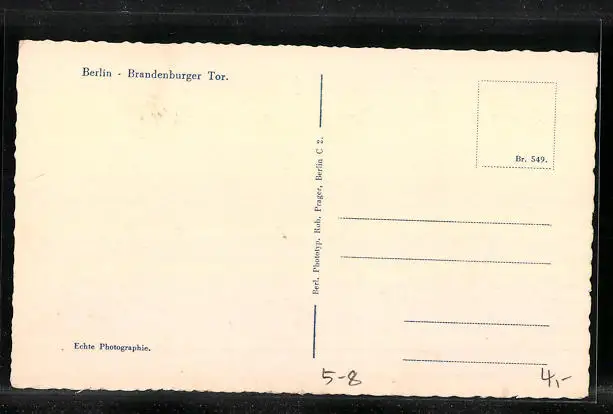 Berlin - Brandenburger Tor.
Br. 549.
Berl. Phototyp. Rob. Prager, Berlin C 2.
Echte Photographie.
5-8
4,-